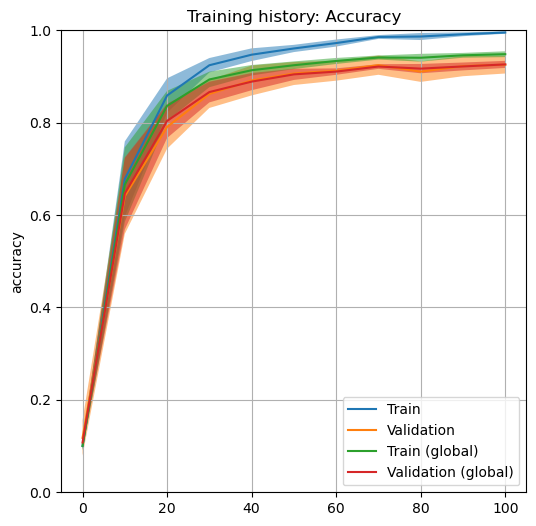 Training history: Accuracy
accuracy
1.0
0.8
0.6
0.4
0.2
0.0
0 20 40 60 80 100
Train
Validation
Train (global)
Validation (global)